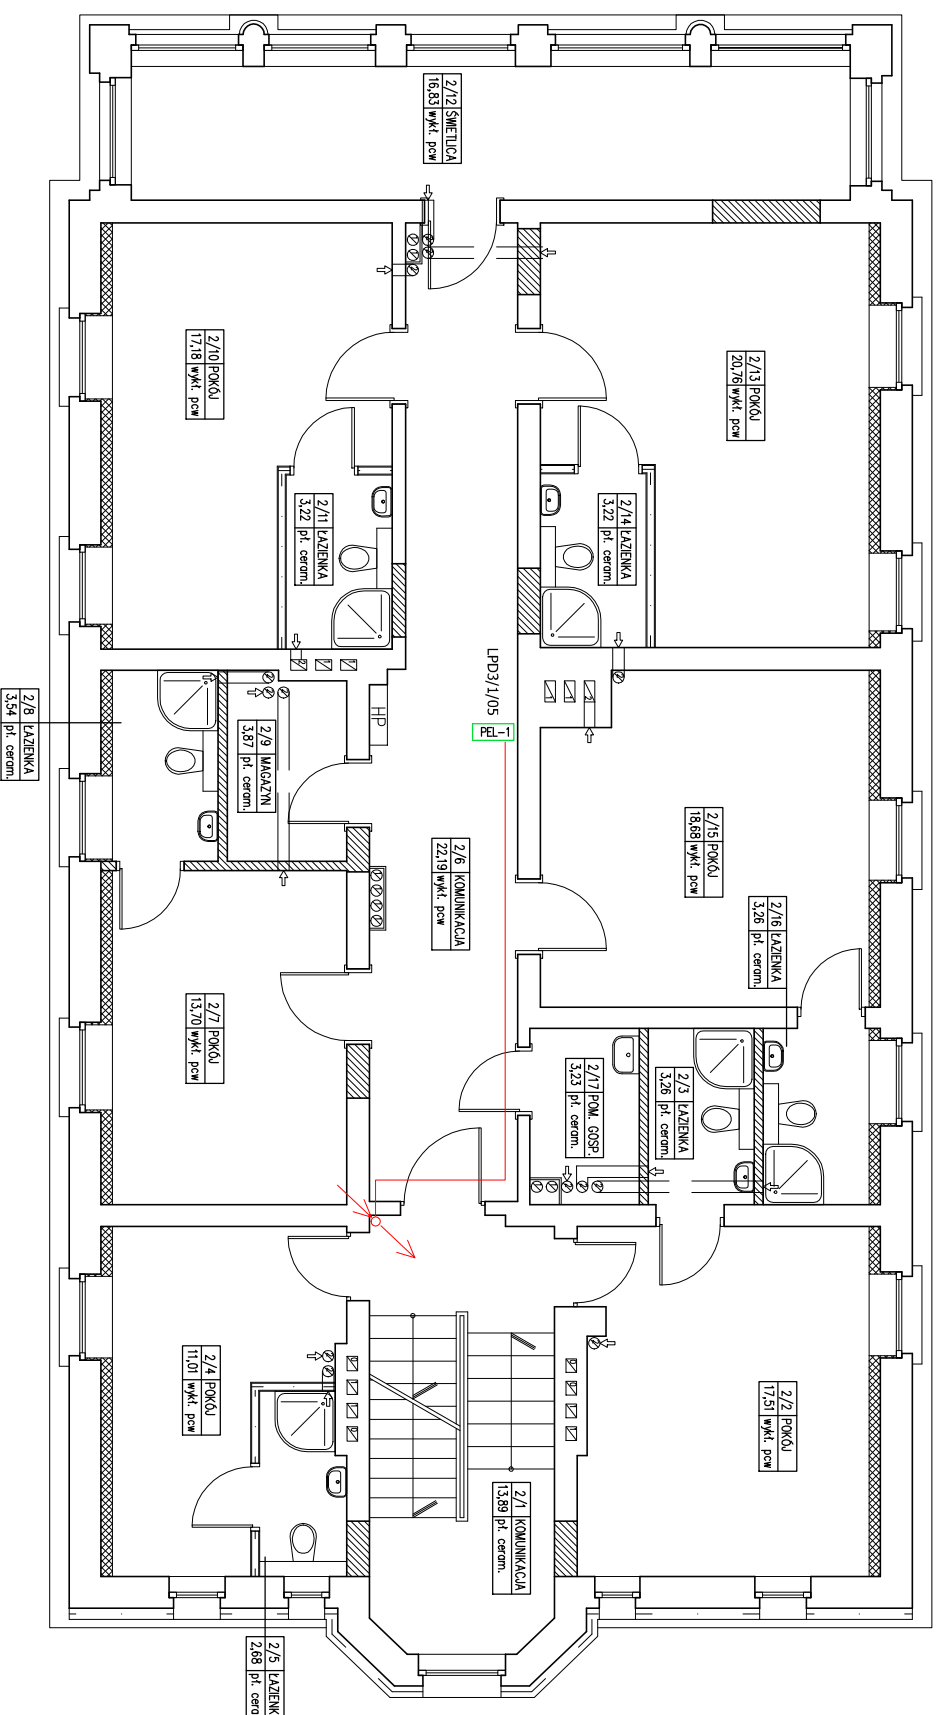 2/12 ŚWIETLICA
16,83 wykł. pcw
2/13 POKÓJ
20,76 wykł. pcw
2/10 POKÓJ
17,18 wykł. pcw
2/14 ŁAZIENKA
3,22 pł. ceram.
2/11 ŁAZIENKA
3,22 pł. ceram.
LPD3/1/05
PEL-1
HP
2/8 ŁAZIENKA
3,54 pł. ceram.
2/9 MAGAZYN
3,87 pł. ceram.
2/15 POKÓJ
18,68 wykł. pcw
2/6 KOMUNIKACJA
22,19 wykł. pcw
2/16 ŁAZIENKA
3,26 pł. ceram.
2/7 POKÓJ
13,70 wykł. pcw
2/17 POM. GOSP.
3,23 pł. ceram.
2/3 ŁAZIENKA
3,26 pł. ceram.
2/4 POKÓJ
11,01 wykł. pcw
2/2 POKÓJ
17,51 wykł. pcw
2/1 KOMUNIKACJA
13,89 pł. ceram.
2/5 ŁAZIENK
2,68 pł. cera